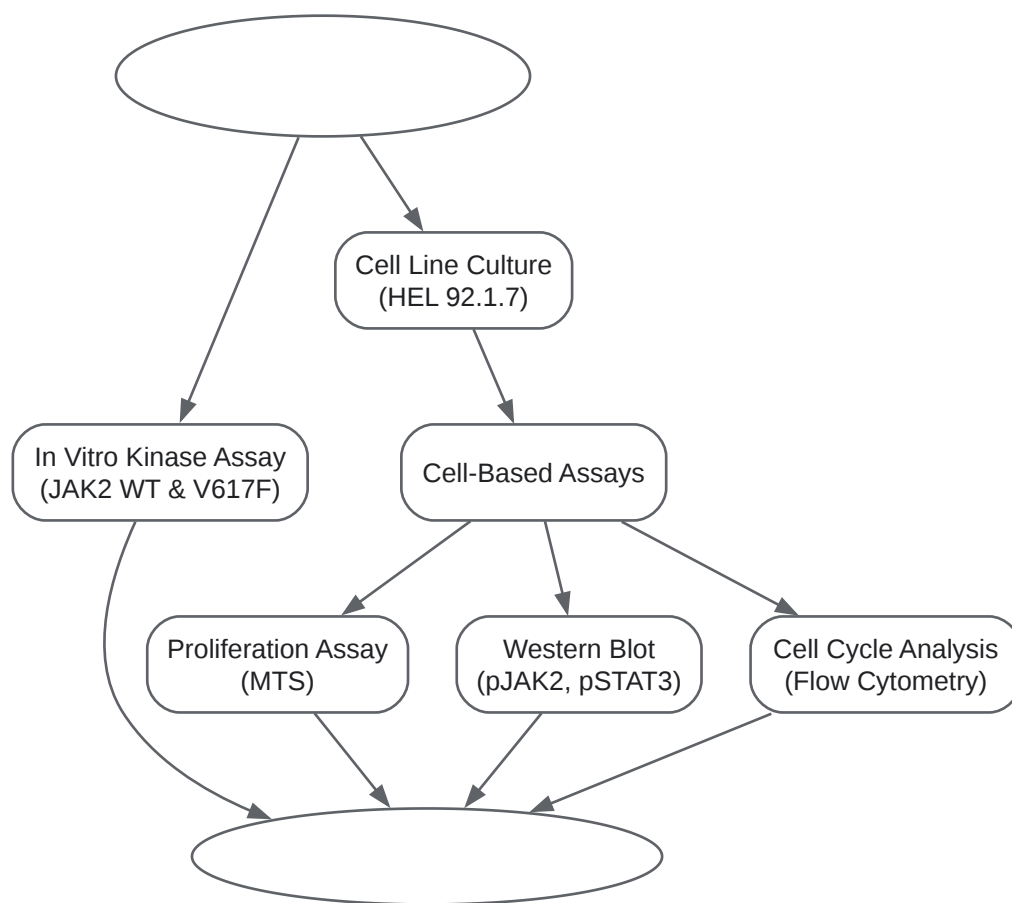 Cell Line Culture
(HEL 92.1.7)
In Vitro Kinase Assay
(JAK2 WT & V617F)
Cell-Based Assays
Proliferation Assay
(MTS)
Western Blot
(pJAK2, pSTAT3)
Cell Cycle Analysis
(Flow Cytometry)